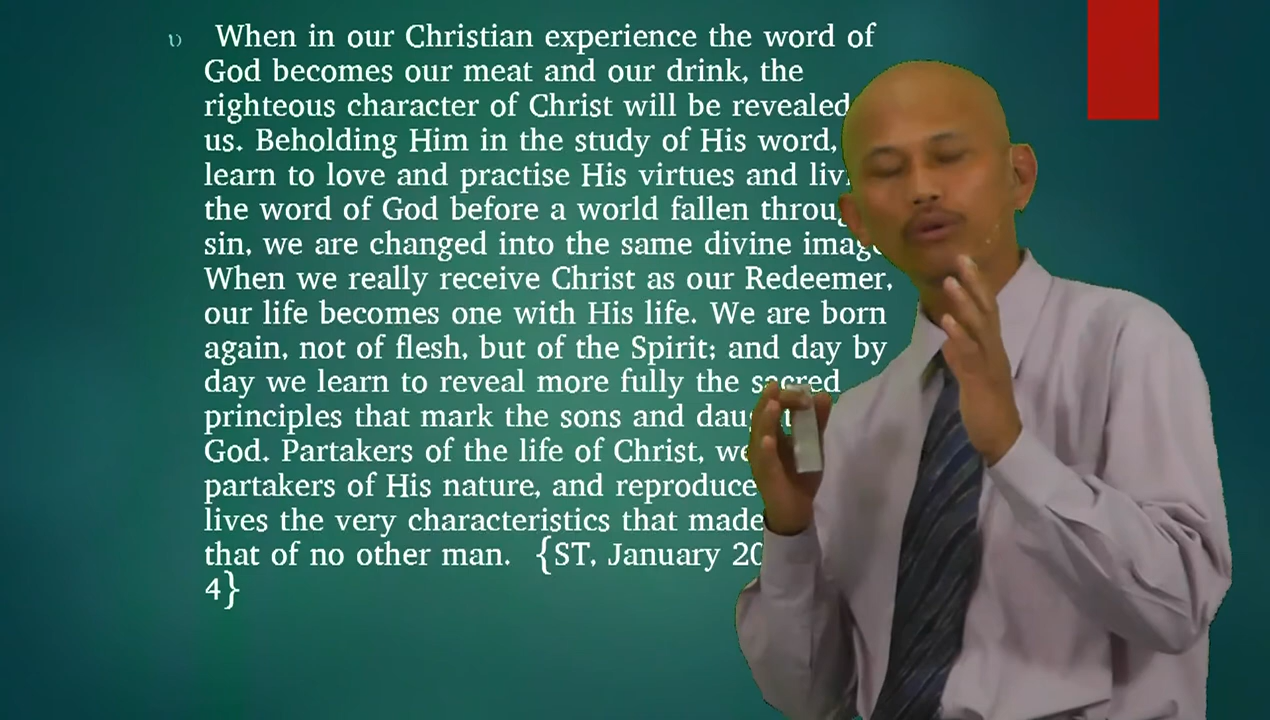 When in our Christian experience the word of
God becomes our meat and our drink, the
righteous character of Christ will be revealed
us. Beholding Him in the study of His word,
learn to love and practise His virtues and
the word of God before a world fallen
sin, we are changed into the same divine
When we really receive Christ as our Redeemer,
our life becomes one with His life. We are born
again, not of flesh, but of the Spirit; and day by
day we learn to reveal more fully the sacred
principles that mark the sons and
God. Partakers of the life of Christ, we
partakers of His nature, and reproduce
lives the very characteristics that made
that of no other man. {ST, January
4}